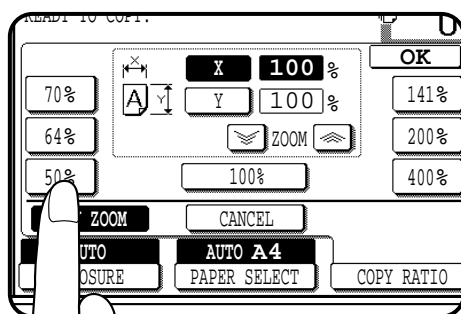 READY TO COPY.
OK
X 100 %
70% A Y Y 100 % 141%
64% ZOOM 200%
50% 100% 400%
ZOOM CANCEL
AUTO AUTO A4
PAPER SELECT COPY RATIO